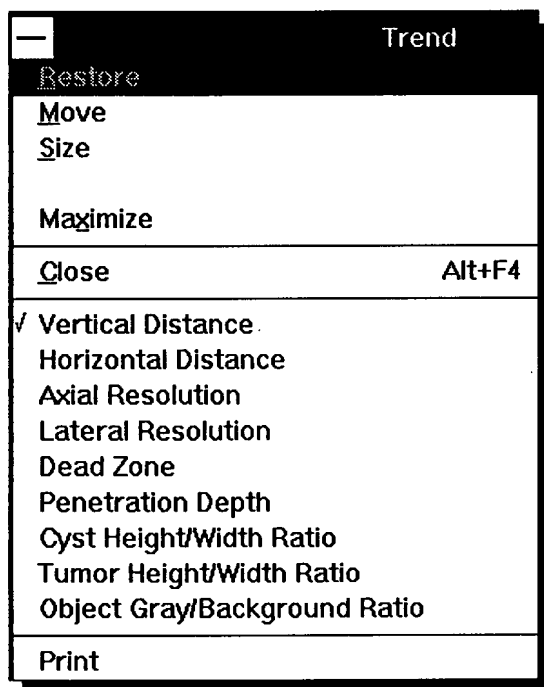 Trend
Restore
Move
Size
Maximize
Close Alt+F4
√ Vertical Distance
Horizontal Distance
Axial Resolution
Lateral Resolution
Dead Zone
Penetration Depth
Cyst Height/Width Ratio
Tumor Height/Width Ratio
Object Gray/Background Ratio
Print